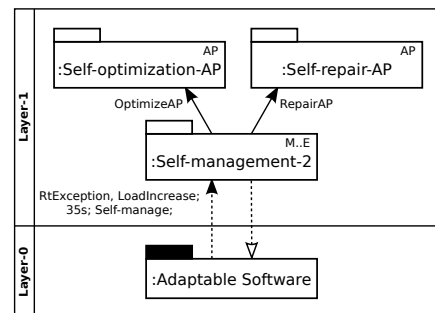 Layer-1
AP
:Self-optimization-AP
AP
:Self-repair-AP
OptimizeAP
RepairAP
M..E
:Self-management-2
RtException, LoadIncrease;
35s; Self-manage;
Layer-0
:Adaptable Software